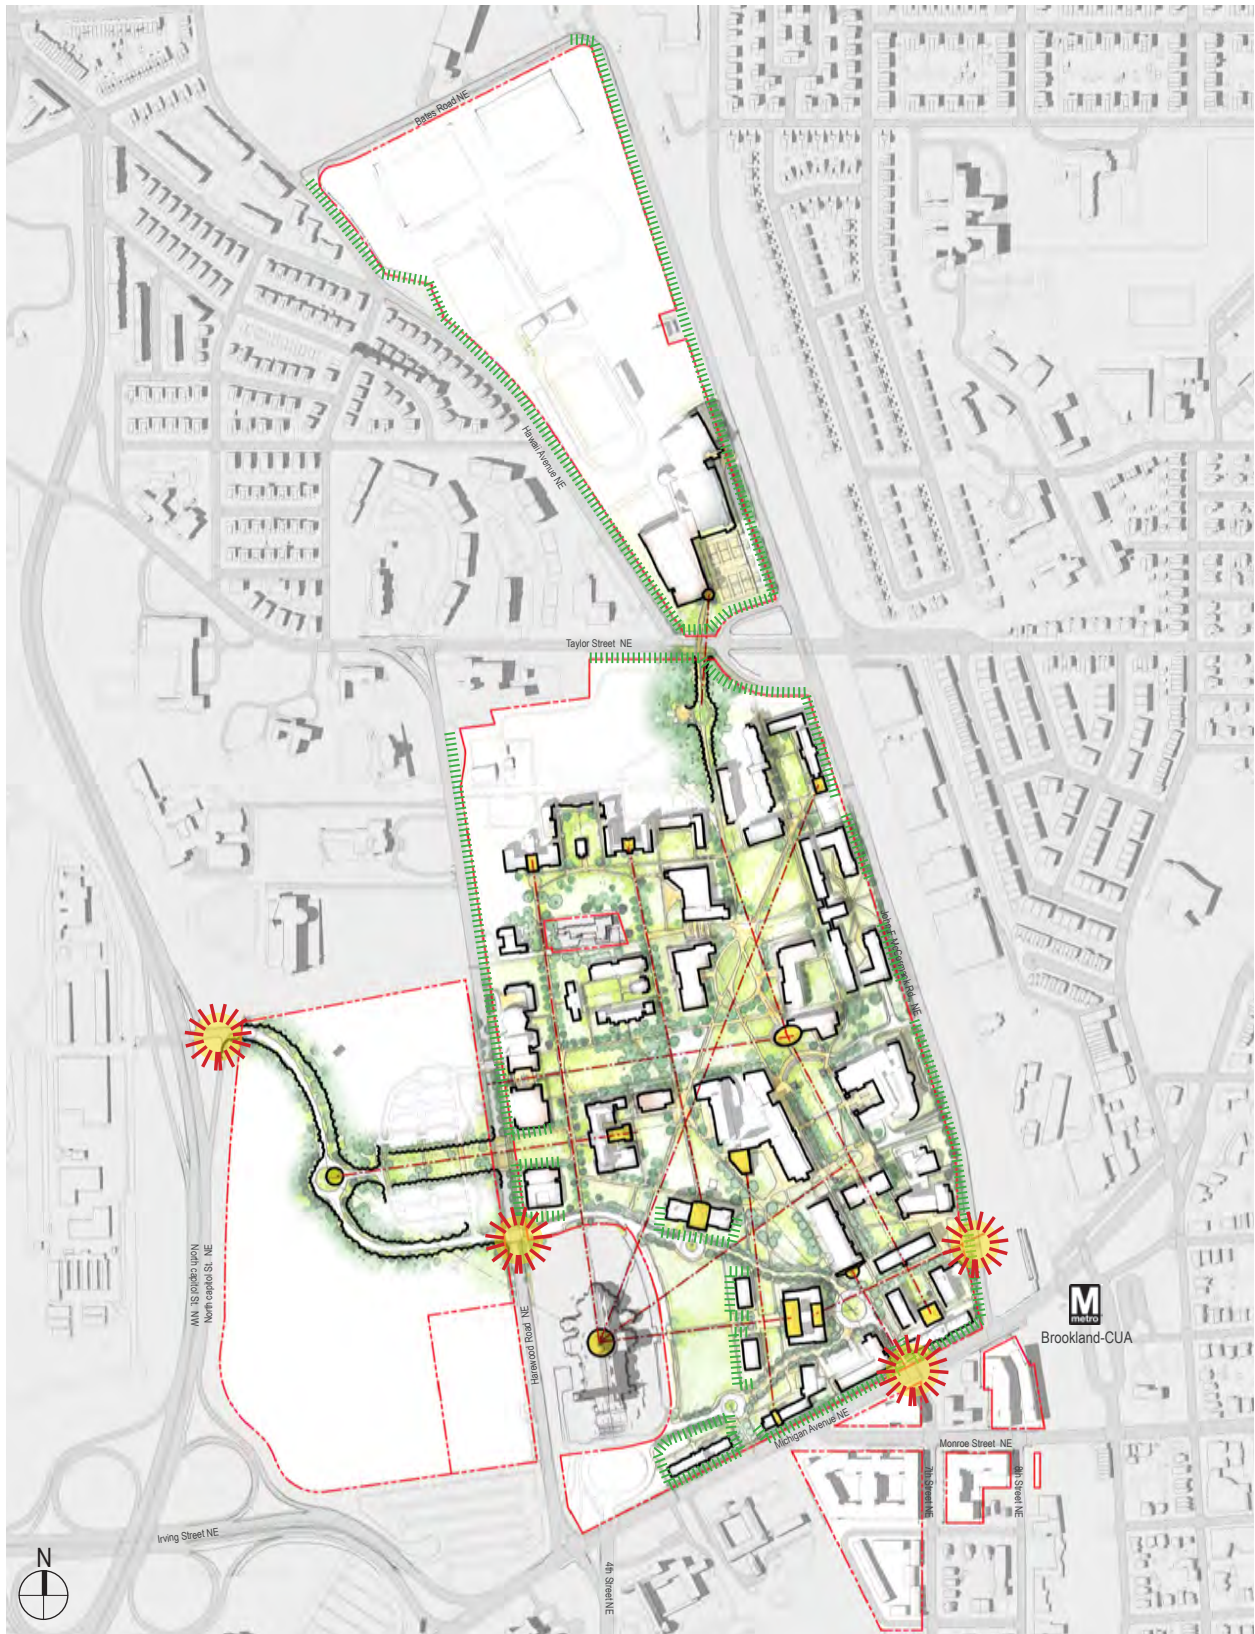 Bates Road NE
Hawaii Avenue NE
Taylor Street NE
John F McCormick Rd. NE
North capitol St. NW
North capitol St. NE
Harewood Road NE
M
metro
Brookland-CUA
Michigan Avenue NE
Monroe Street NE
7th Street NE
8th Street NE
Irving Street NE
4th Street NE
N